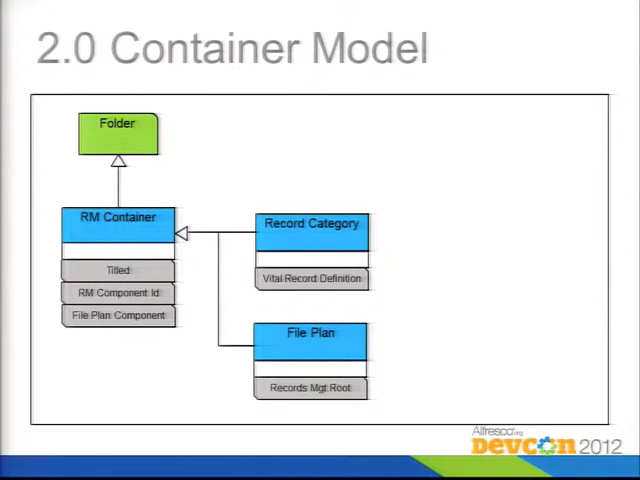 2.0 Container Model
Folder
RM Container
Titled
RM Component Id
File Plan Component
Record Category
Vital Record Definition
File Plan
Records Mgt Root
Alfresco.org
DevCon 2012